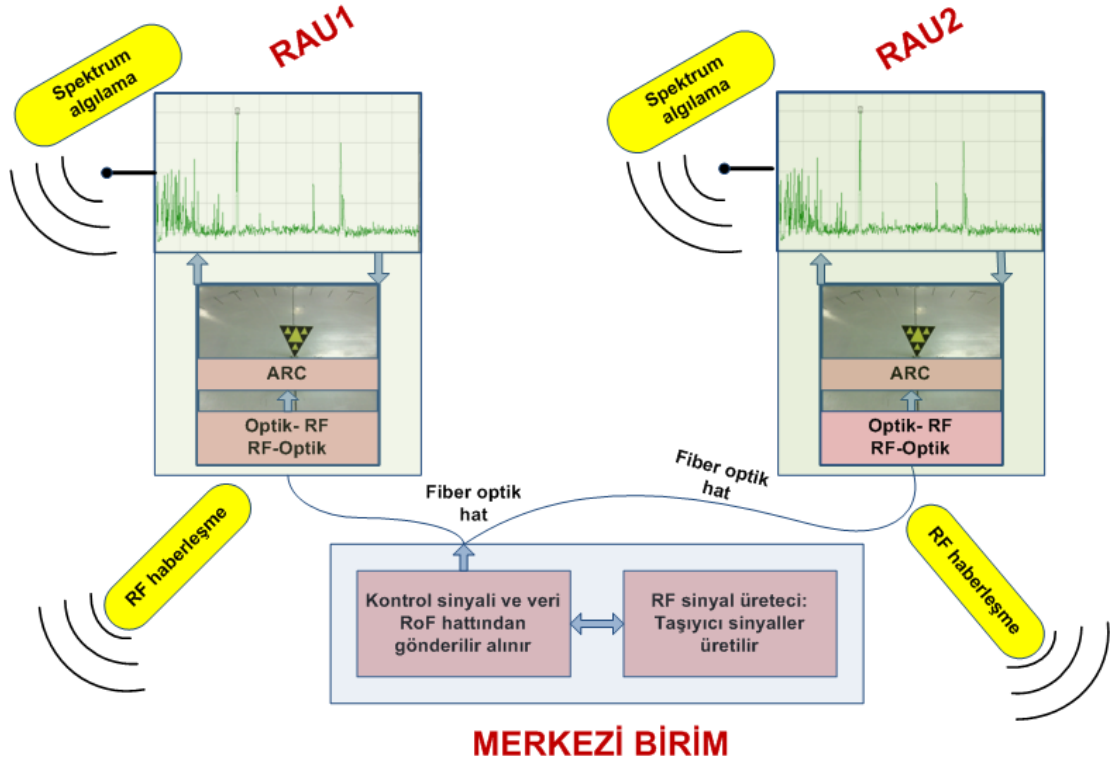 RAU1
Spektrum
algılama
ARC
Optik- RF
RF-Optik
RF haberleşme
RAU2
Spektrum
algılama
ARC
Optik- RF
RF-Optik
RF haberleşme
Fiber optik
hat
Fiber optik
hat
Kontrol sinyali ve veri
RoF hattından
gönderilir alınır
RF sinyal üreteci:
Taşıyıcı sinyaller
üretilir
MERKEZİ BİRİM